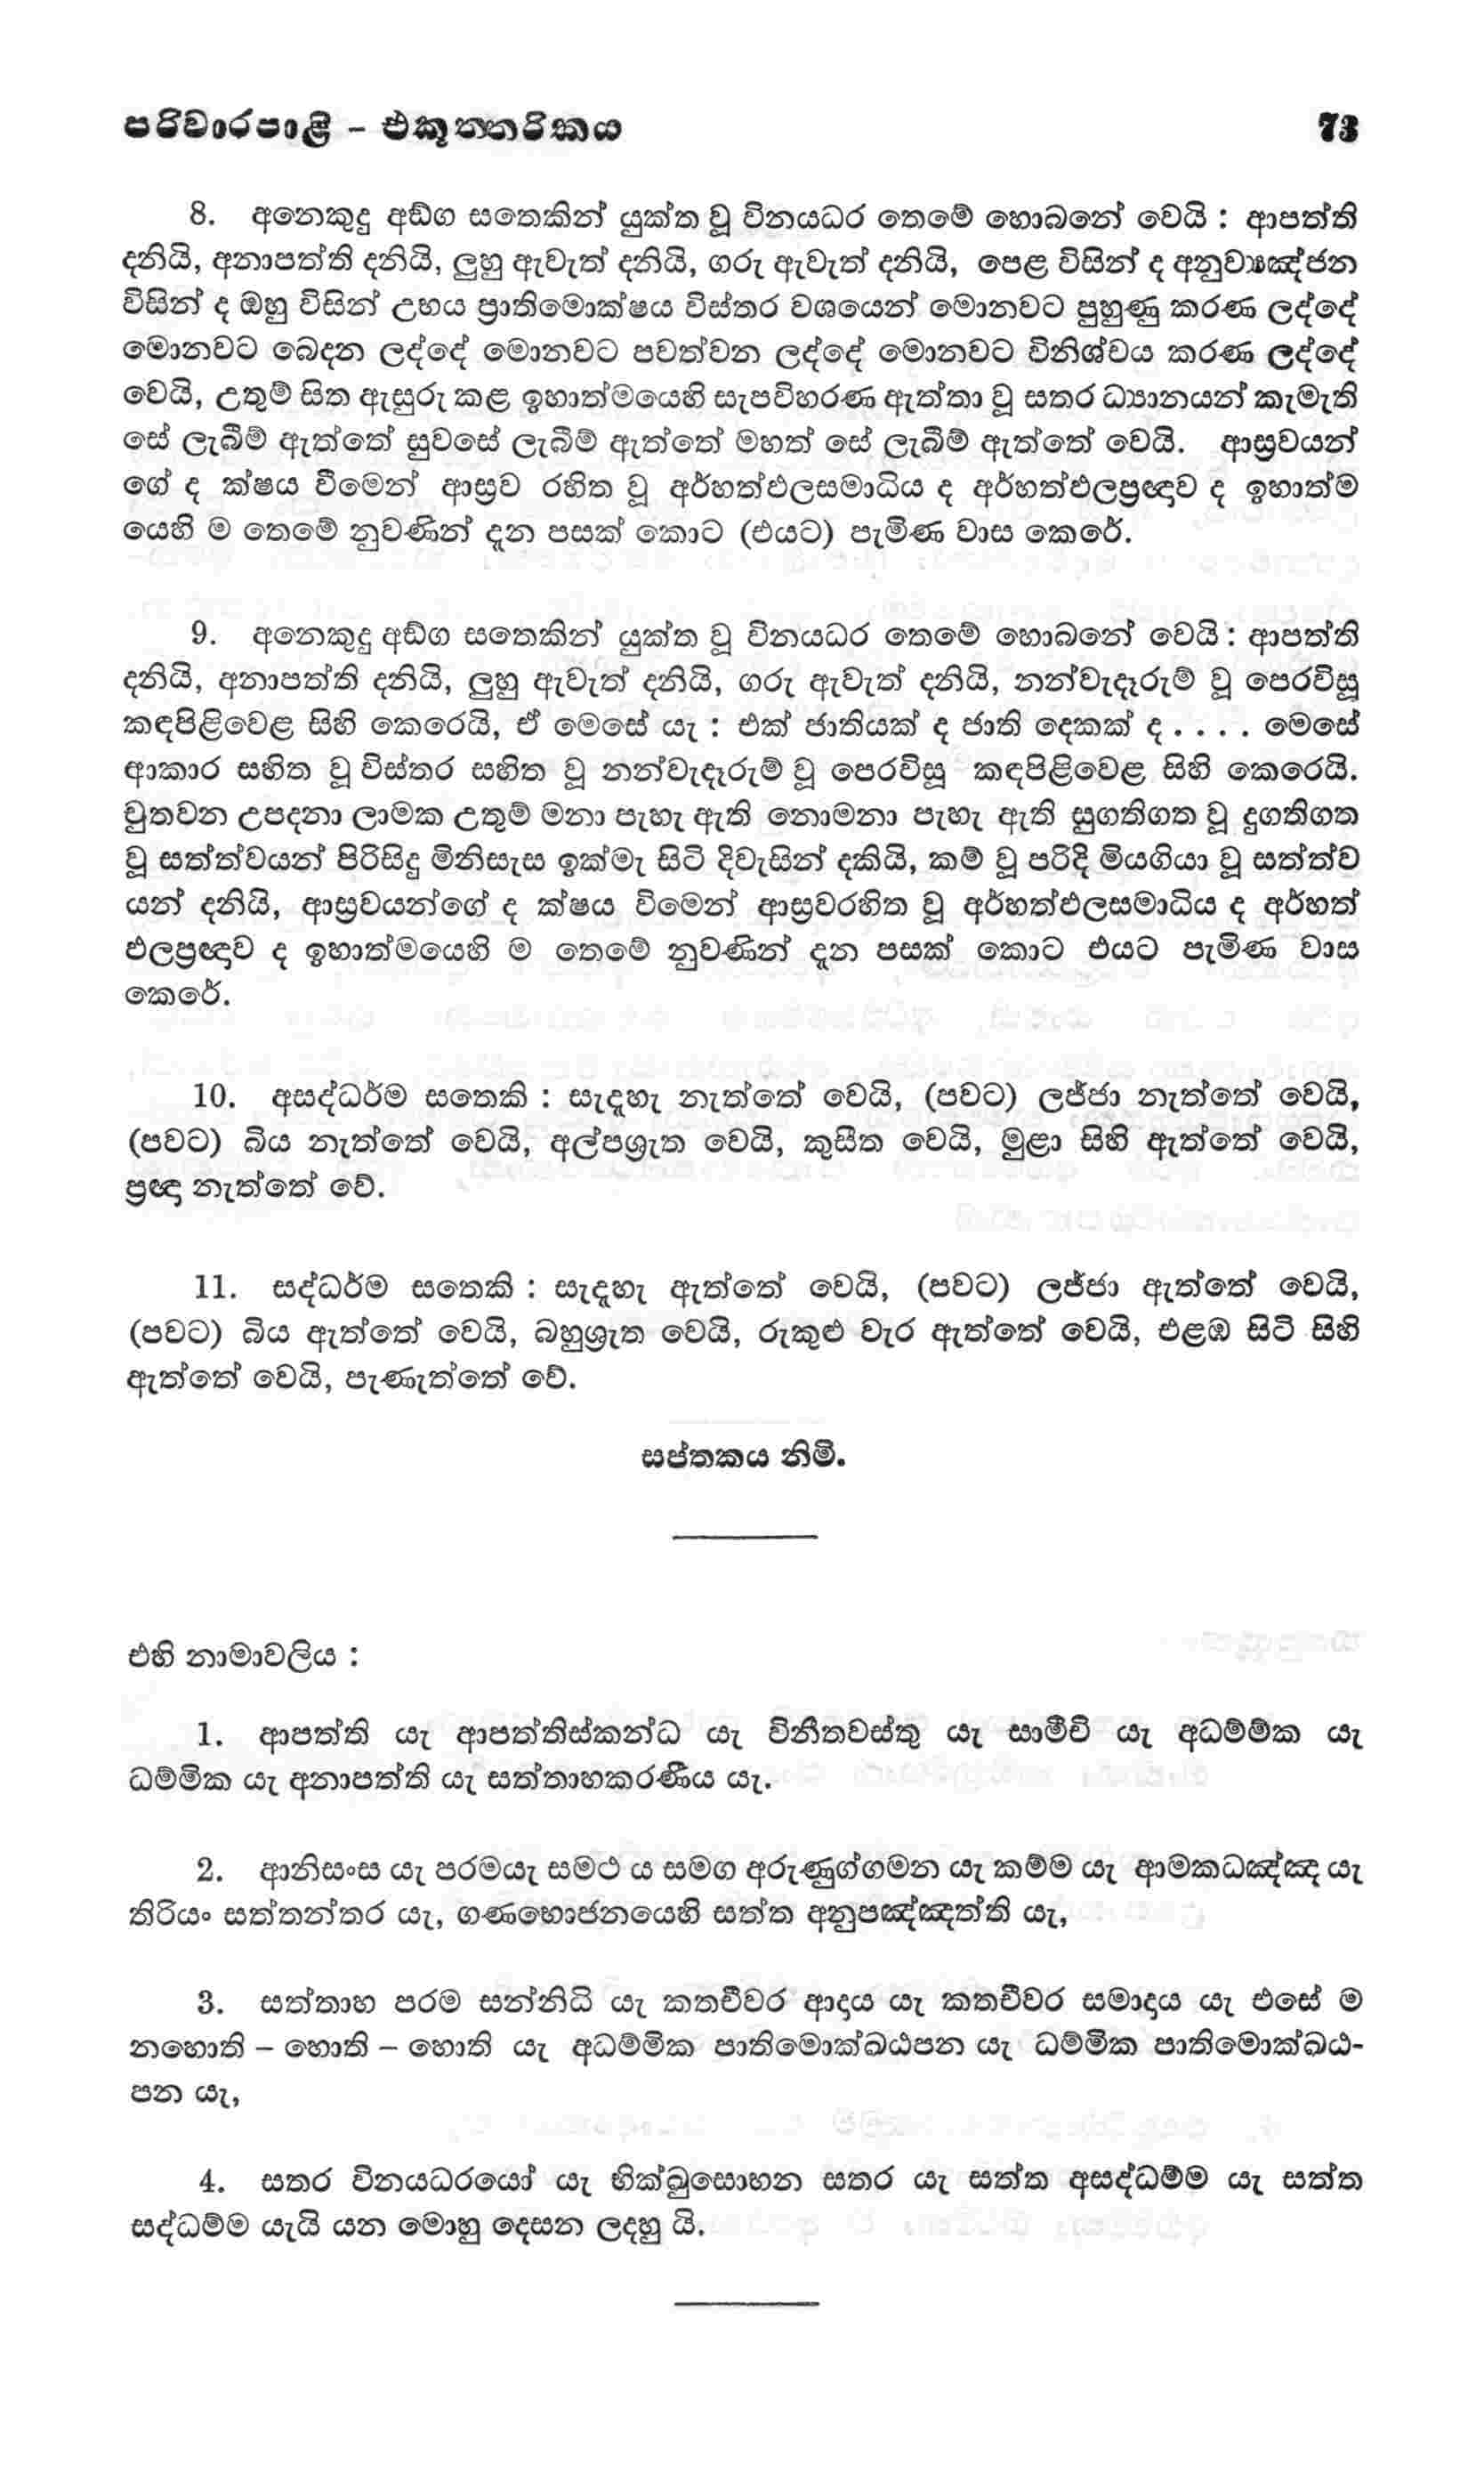 පරිවාරපාළි – එකූත්තරිකය 73
8. අනෙකුදු අඞ්ග සතෙකින් යුක්ත වූ විනයධර තෙමේ හොබනේ වෙයි : ආපත්ති
දනියි, අනාපත්ති දනියි, ලුහු ඇවැත් දනියි, ගරු ඇවැත් දනියි, පෙළ විසින් ද අනුව්‍යඤ්ජන
විසින් ද ඔහු විසින් උභය ප්‍රාතිමොක්ෂය විස්තර වශයෙන් මොනවට පුහුණු කරණ ලද්දේ
මොනවට බෙදන ලද්දේ මොනවට පවත්වන ලද්දේ මොනවට විනිශ්චය කරණ ලද්දේ
වෙයි, උතුම් සිත ඇසුරු කළ ඉහාත්මයෙහි සැපවිහරණ ඇත්තා වූ සතර ධ්‍යානයන් කැමැති
සේ ලැබීම් ඇත්තේ සුවසේ ලැබීම් ඇත්තේ මහත් සේ ලැබීම් ඇත්තේ වෙයි. ආස්‍රවයන්
ගේ ද ක්ෂය වීමෙන් ආස්‍රව රහිත වූ අර්හත්ඵලසමාධිය ද අර්හත්ඵලප්‍රඥාව ද ඉහාත්ම
යෙහි ම තෙමේ නුවණින් දැන පසක් කොට (එයට) පැමිණ වාස කෙරේ.
9. අනෙකුදු අඞ්ග සතෙකින් යුක්ත වූ විනයධර තෙමේ හොබනේ වෙයි : ආපත්ති
දනියි, අනාපත්ති දනියි, ලුහු ඇවැත් දනියි, ගරු ඇවැත් දනියි, නන්වැදෑරුම් වූ පෙරවිසූ
කඳපිළිවෙළ සිහි කෙරෙයි, ඒ මෙසේ යැ : එක් ජාතියක් ද ජාති දෙකක් ද . . . . මෙසේ
ආකාර සහිත වූ විස්තර සහිත වූ නන්වැදෑරුම් වූ පෙරවිසූ කඳපිළිවෙළ සිහි කෙරෙයි.
චුතවන උපදනා ලාමක උතුම් මනා පැහැ ඇති නොමනා පැහැ ඇති සුගතිගත වූ දුගතිගත
වූ සත්ත්වයන් පිරිසිදු මිනිසැස ඉක්මැ සිටි දිවැසින් දකියි, කම් වූ පරිදි මියගියා වූ සත්ත්ව
යන් දනියි, ආස්‍රවයන්ගේ ද ක්ෂය විමෙන් ආස්‍රවරහිත වූ අර්හත්ඵලසමාධිය ද අර්හත්
ඵලප්‍රඥාව ද ඉහාත්මයෙහි ම තෙමේ නුවණින් දැන පසක් කොට එයට පැමිණ වාස
කෙරේ.
10. අසද්ධර්ම සතෙකි : සැදැහැ නැත්තේ වෙයි, (පවට) ලජ්ජා නැත්තේ වෙයි,
(පවට) බිය නැත්තේ වෙයි, අල්පශ්‍රුත වෙයි, කුසීත වෙයි, මුළා සිහි ඇත්තේ වෙයි,
ප්‍රඥා නැත්තේ වේ.
11. සද්ධර්ම සතෙකි : සැදැහැ ඇත්තේ වෙයි, (පවට) ලජ්ජා ඇත්තේ වෙයි,
(පවට) බිය ඇත්තේ වෙයි, බහුශ්‍රුත වෙයි, රුකුළු වැර ඇත්තේ වෙයි, එළඹ සිටි සිහි
ඇත්තේ වෙයි, පැණැත්තේ වේ.
සප්තකය නිමි.
එහි නාමාවලිය :
1. ආපත්ති යැ ආපත්තිස්කන්ධ යැ විනීතවස්තු යැ සාමීචි යැ අධම්මික යැ
ධම්මික යැ අනාපත්ති යැ සත්තාහකරණීය යැ.
2. ආනිසංස යැ පරමයැ සමථ ය සමග අරුණුග්ගමන යැ කම්ම යැ ආමකධඤ්ඤ යැ
තිරියං සත්තන්තර යැ, ගණභොජනයෙහි සත්ත අනුපඤ්ඤත්ති යැ,
3. සත්තාහ පරම සන්නිධි යැ කතචීවර ආදාය යැ කතචීවර සමාදාය යැ එසේ ම
නහොති – හොති – හොති යැ අධම්මික පාතිමොක්ඛඨපන යැ ධම්මික පාතිමොක්ඛඨ-
පන යැ,
4. සතර විනයධරයෝ යැ භික්ඛුසොභන සතර යැ සත්ත අසද්ධම්ම යැ සත්ත
සද්ධම්ම යැයි යන මොහු දෙසන ලදහු යි.